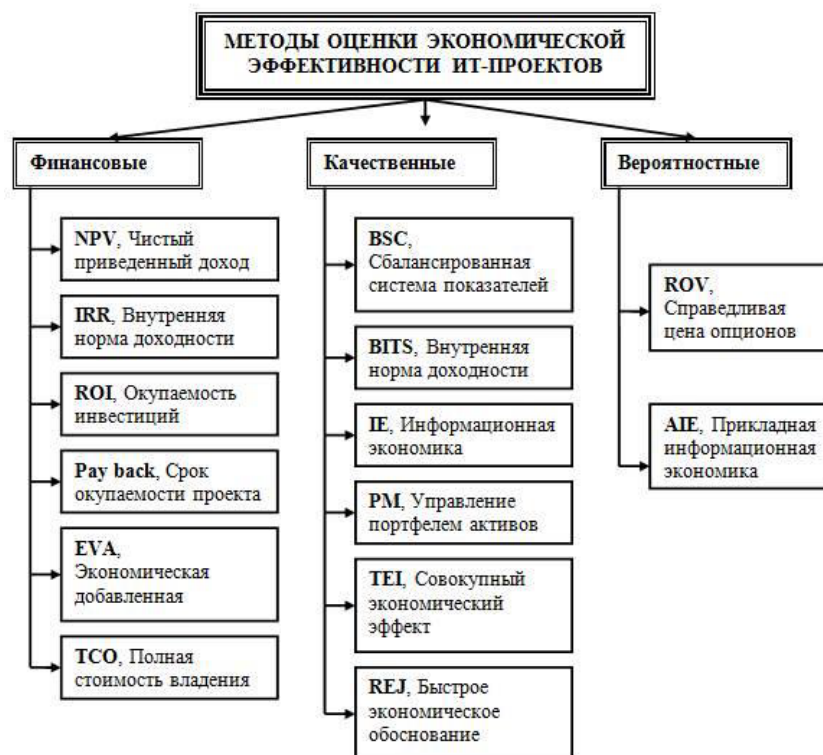 МЕТОДЫ ОЦЕНКИ ЭКОНОМИЧЕСКОЙ
ЭФФЕКТИВНОСТИ ИТ-ПРОЕКТОВ
Финансовые
NPV, Чистый
приведенный доход
IRR, Внутренняя
норма доходности
ROI, Окупаемость
инвестиций
Pay back, Срок
окупаемости проекта
EVA,
Экономическая
добавленная
TCO, Полная
стоимость владения
Качественные
BSC,
Сбалансированная
система показателей
BITS, Внутренняя
норма доходности
IE, Информационная
экономика
PM, Управление
портфелем активов
TEI, Совокупный
экономический
эффект
REJ, Быстрое
экономическое
обоснование
Вероятностные
ROV,
Справедливая
цена опционов
AIE, Прикладная
информационная
экономика